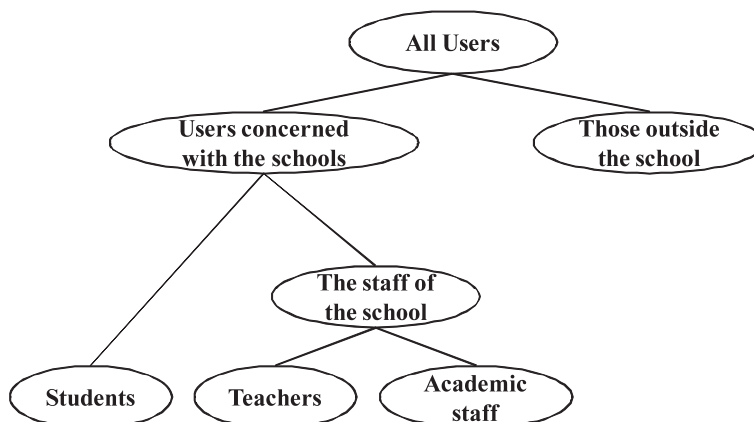 All Users
Users concerned
with the schools
Those outside
the school
The staff of
the school
Students
Teachers
Academic
staff